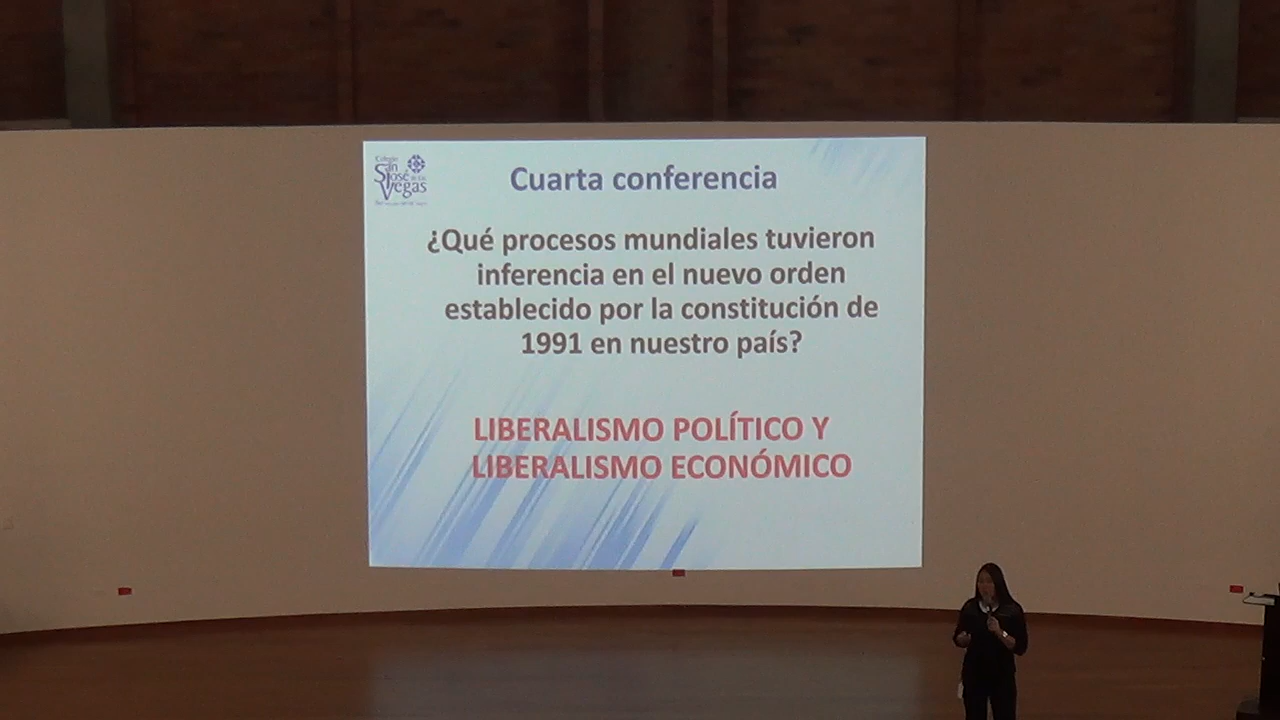 Colegio
San
José de las
Vegas
Cuarta conferencia
¿Qué procesos mundiales tuvieron
inferencia en el nuevo orden
establecido por la constitución de
1991 en nuestro país?
LIBERALISMO POLÍTICO Y
LIBERALISMO ECONÓMICO